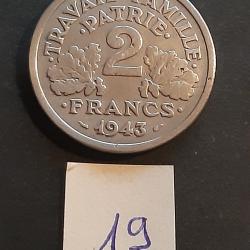 TRAVAIL·FAMILLE
PATRIE·
2
·FRANCS·
1943
19